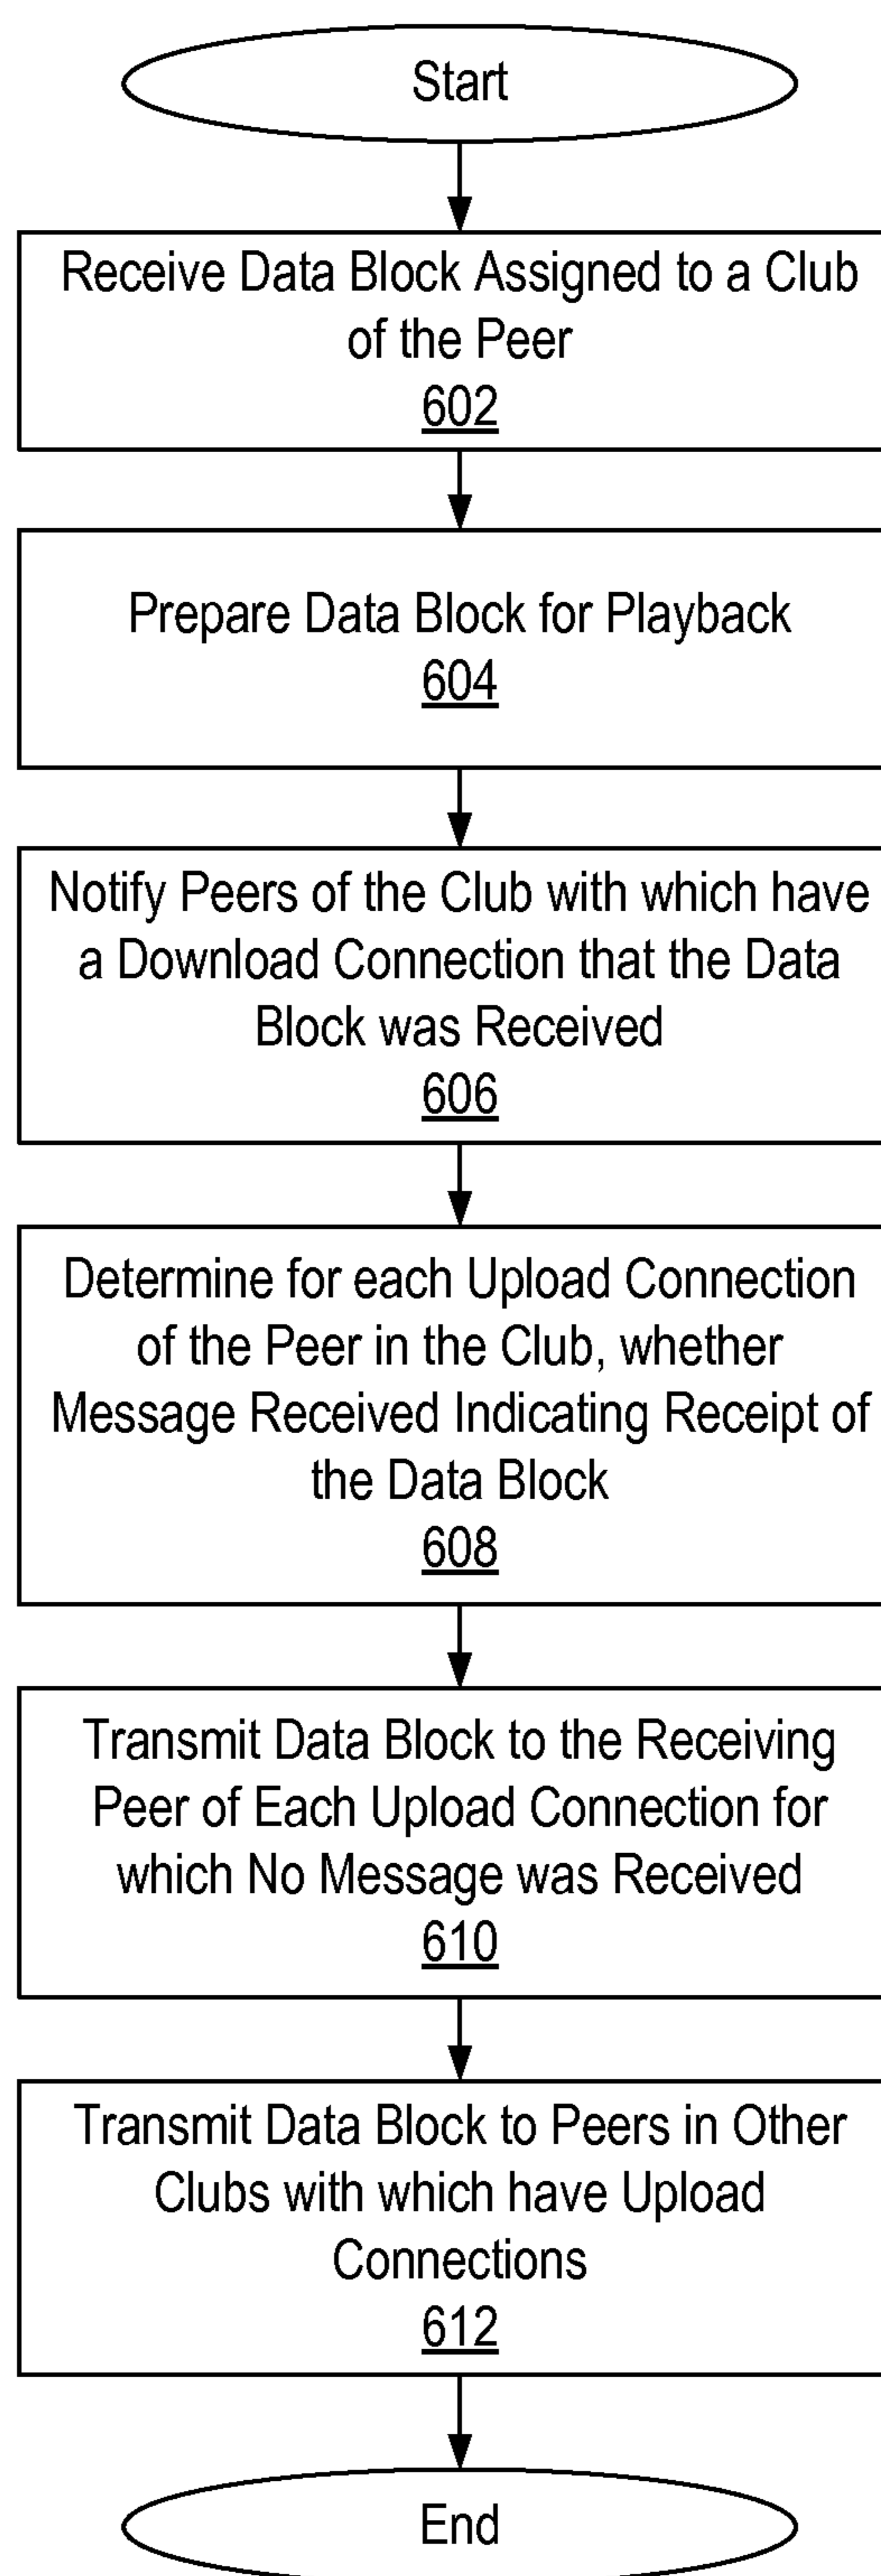 Start
Receive Data Block Assigned to a Club
of the Peer
602
Prepare Data Block for Playback
604
Notify Peers of the Club with which have
a Download Connection that the Data
Block was Received
606
Determine for each Upload Connection
of the Peer in the Club, whether
Message Received Indicating Receipt of
the Data Block
608
Transmit Data Block to the Receiving
Peer of Each Upload Connection for
which No Message was Received
610
Transmit Data Block to Peers in Other
Clubs with which have Upload
Connections
612
End